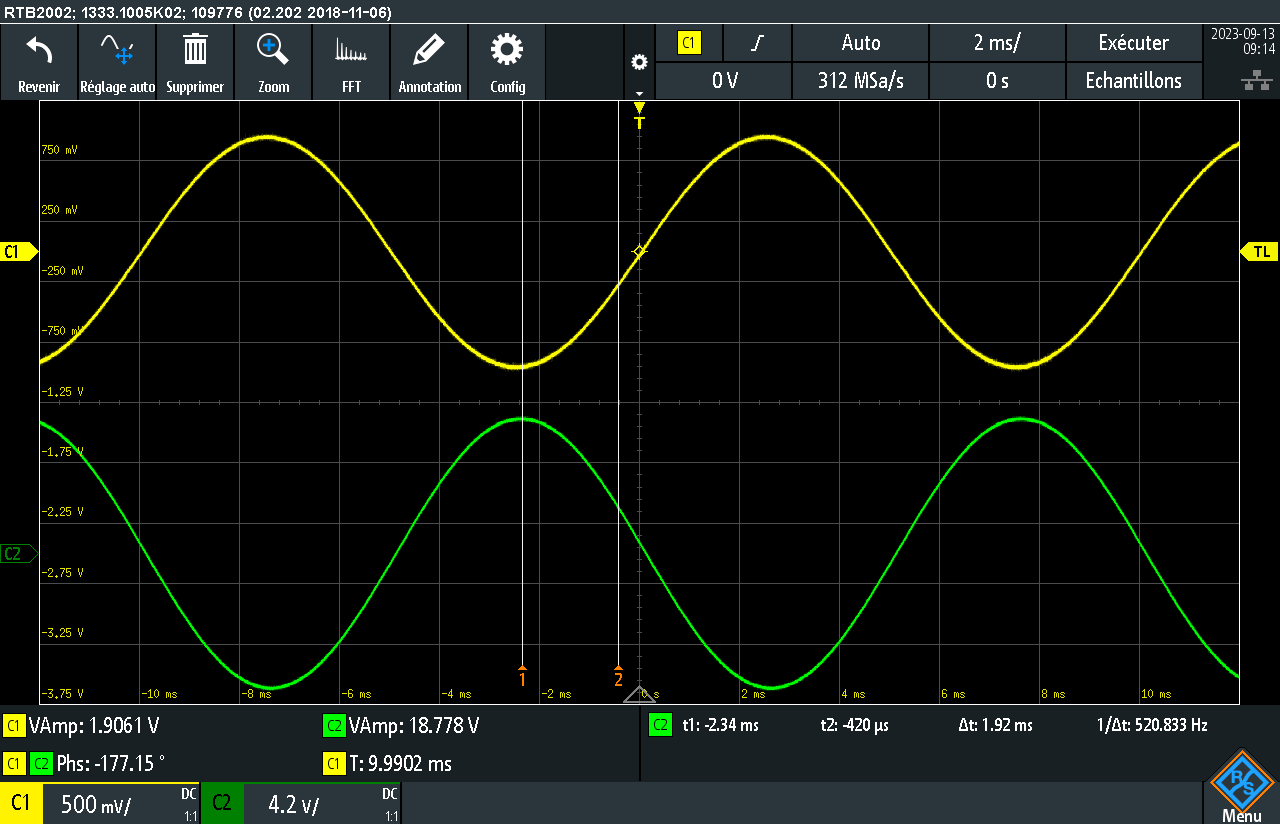 RTB2002; 1333.1005K02; 109776 (02.202 2018-11-06)
C1 Auto 2 ms/ Exécuter 2023-09-13
09:14
Revenir Réglage auto Supprimer Zoom FFT Annotation Config
0 V 312 MSa/s 0 s Echantillons
T
750 mV
250 mV
C1 TL
-250 mV
-750 mV
-1.25 V
-1.75 V
-2.25 V
C2
-2.75 V
-3.25 V
1 2
-3.75 V -10 ms -8 ms -6 ms -4 ms -2 ms 0 s 2 ms 4 ms 6 ms 8 ms 10 ms
C1 VAmp: 1.9061 V C2 VAmp: 18.778 V C2 t1: -2.34 ms t2: -420 µs Δt: 1.92 ms 1/Δt: 520.833 Hz
C1 C2 Phs: -177.15 ° C1 T: 9.9902 ms
C1 500 mV/ DC 1:1 C2 4.2 V/ DC 1:1
R&S
Menu